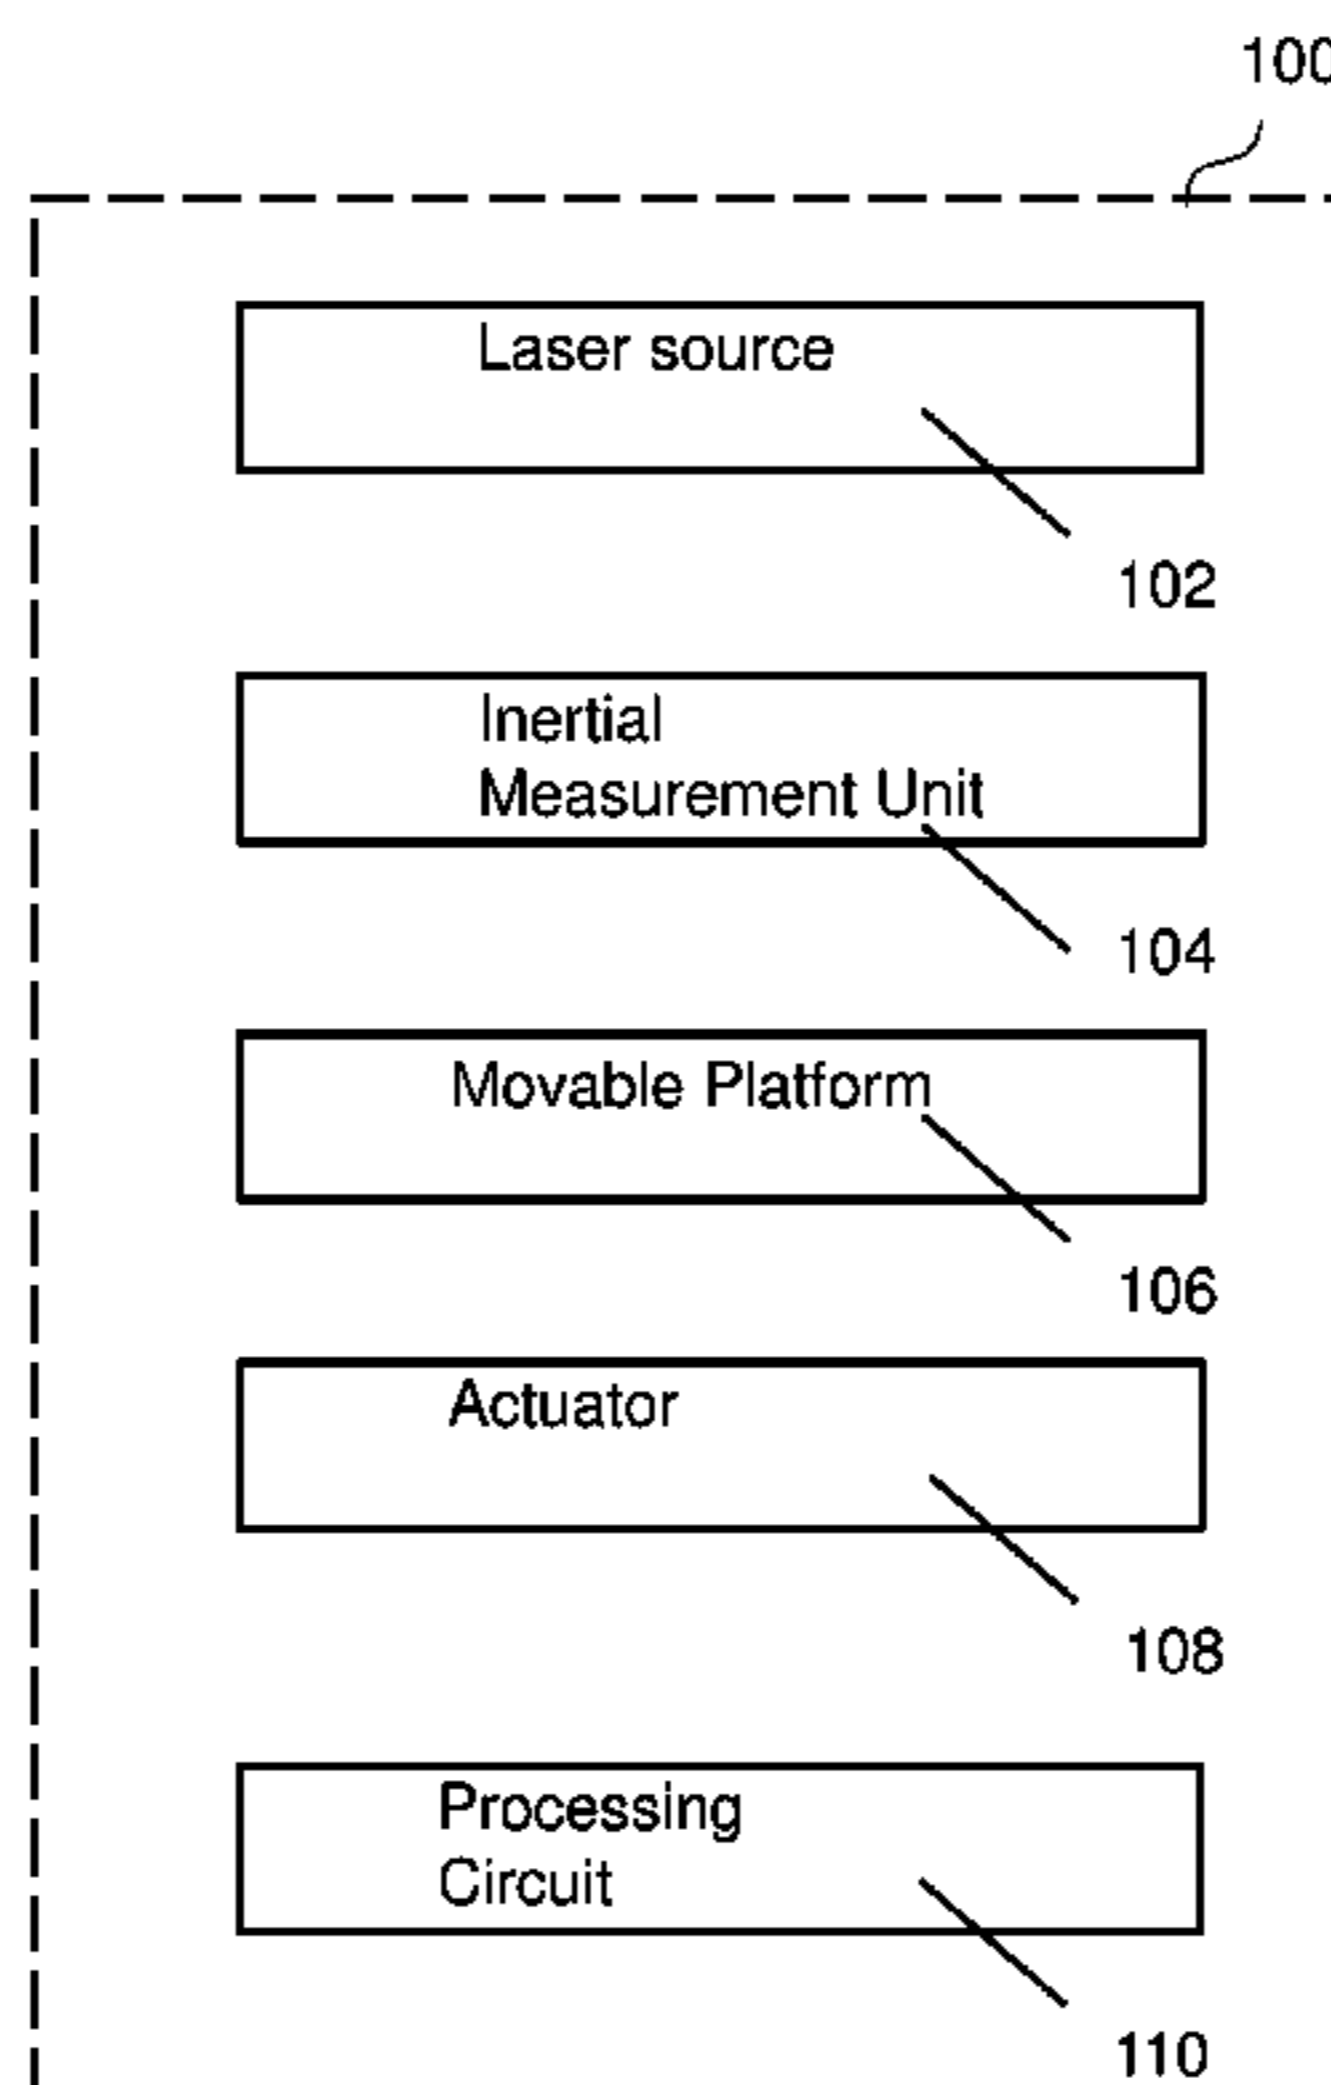 100
Laser source
102
Inertial
Measurement Unit
104
Movable Platform
106
Actuator
108
Processing
Circuit
110